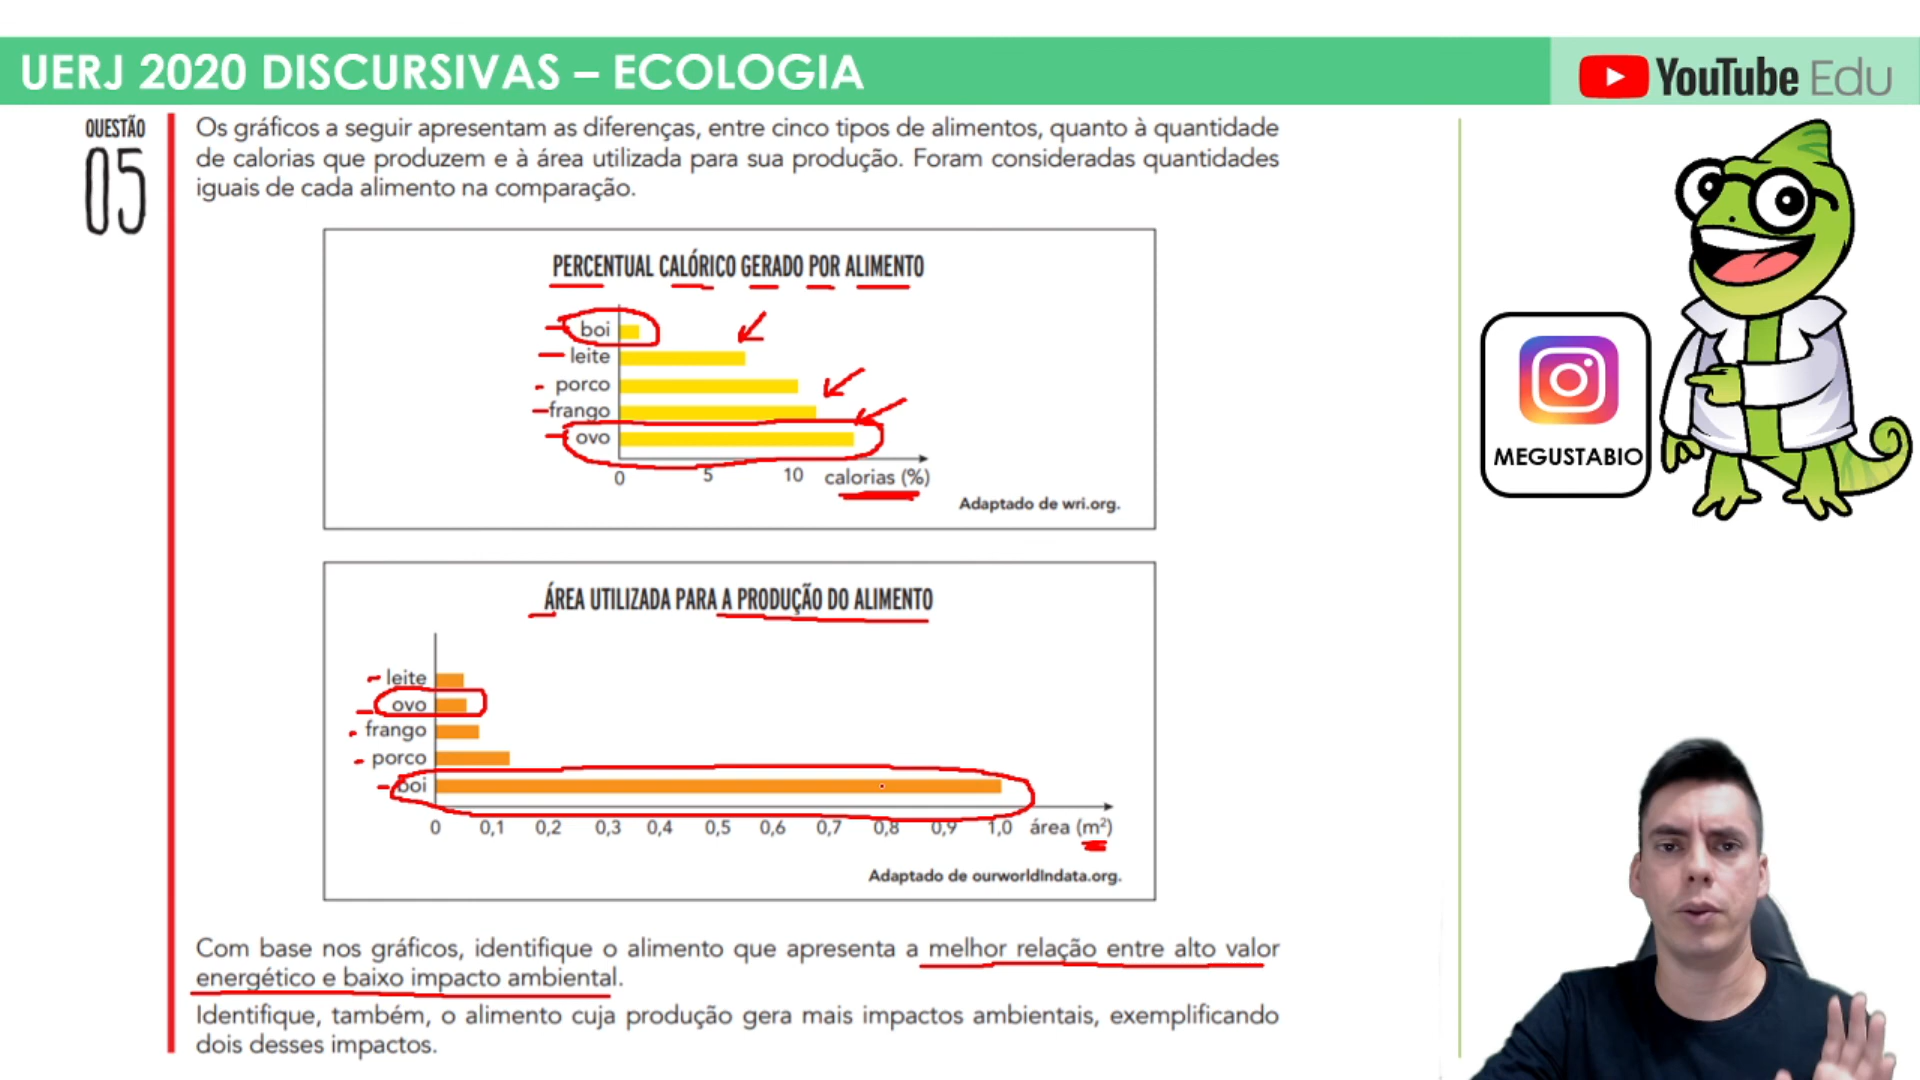 UERJ 2020 DISCURSIVAS – ECOLOGIA
YouTube Edu
QUESTÃO
05
Os gráficos a seguir apresentam as diferenças, entre cinco tipos de alimentos, quanto à quantidade
de calorias que produzem e à área utilizada para sua produção. Foram consideradas quantidades
iguais de cada alimento na comparação.
PERCENTUAL CALÓRICO GERADO POR ALIMENTO
boi
leite
porco
frango
ovo
0 5 10 calorias (%)
Adaptado de wri.org.
MEGUSTABIO
ÁREA UTILIZADA PARA A PRODUÇÃO DO ALIMENTO
leite
ovo
frango
porco
boi
0 0,1 0,2 0,3 0,4 0,5 0,6 0,7 0,8 0,9 1,0 área (m²)
Adaptado de ourworldIndata.org.
Com base nos gráficos, identifique o alimento que apresenta a melhor relação entre alto valor
energético e baixo impacto ambiental.
Identifique, também, o alimento cuja produção gera mais impactos ambientais, exemplificando
dois desses impactos.